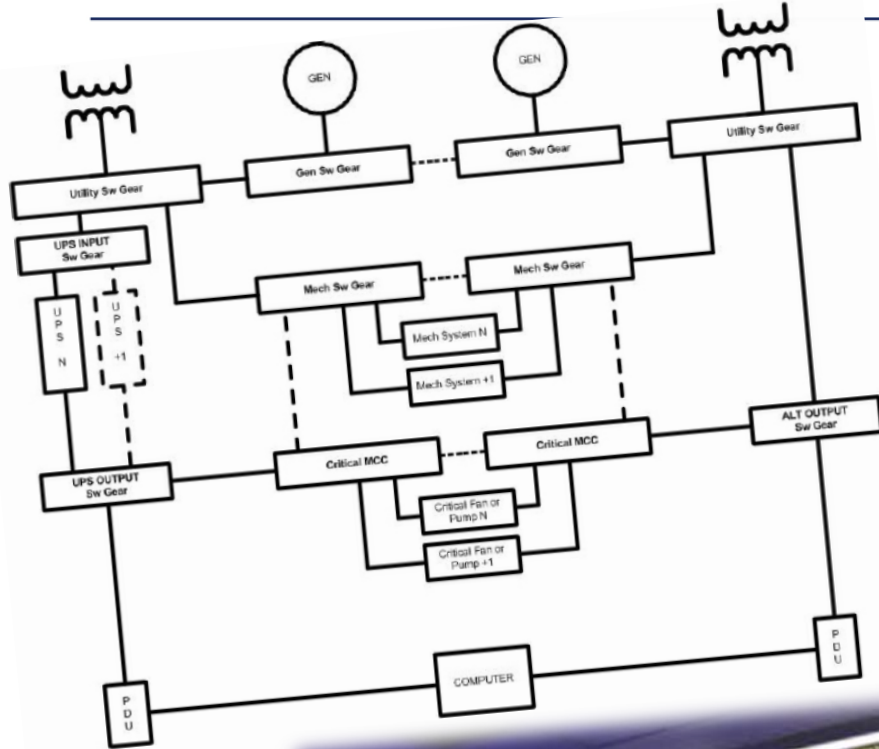 GEN
GEN
Utility Sw Gear
Gen Sw Gear
Gen Sw Gear
Utility Sw Gear
UPS INPUT
Sw Gear
U
P
S
N
U
P
S
+1
Mech Sw Gear
Mech Sw Gear
Mech System N
Mech System +1
UPS OUTPUT
Sw Gear
Critical MCC
Critical MCC
ALT OUTPUT
Sw Gear
Critical Fan or
Pump N
Critical Fan or
Pump +1
P
D
U
COMPUTER
P
D
U